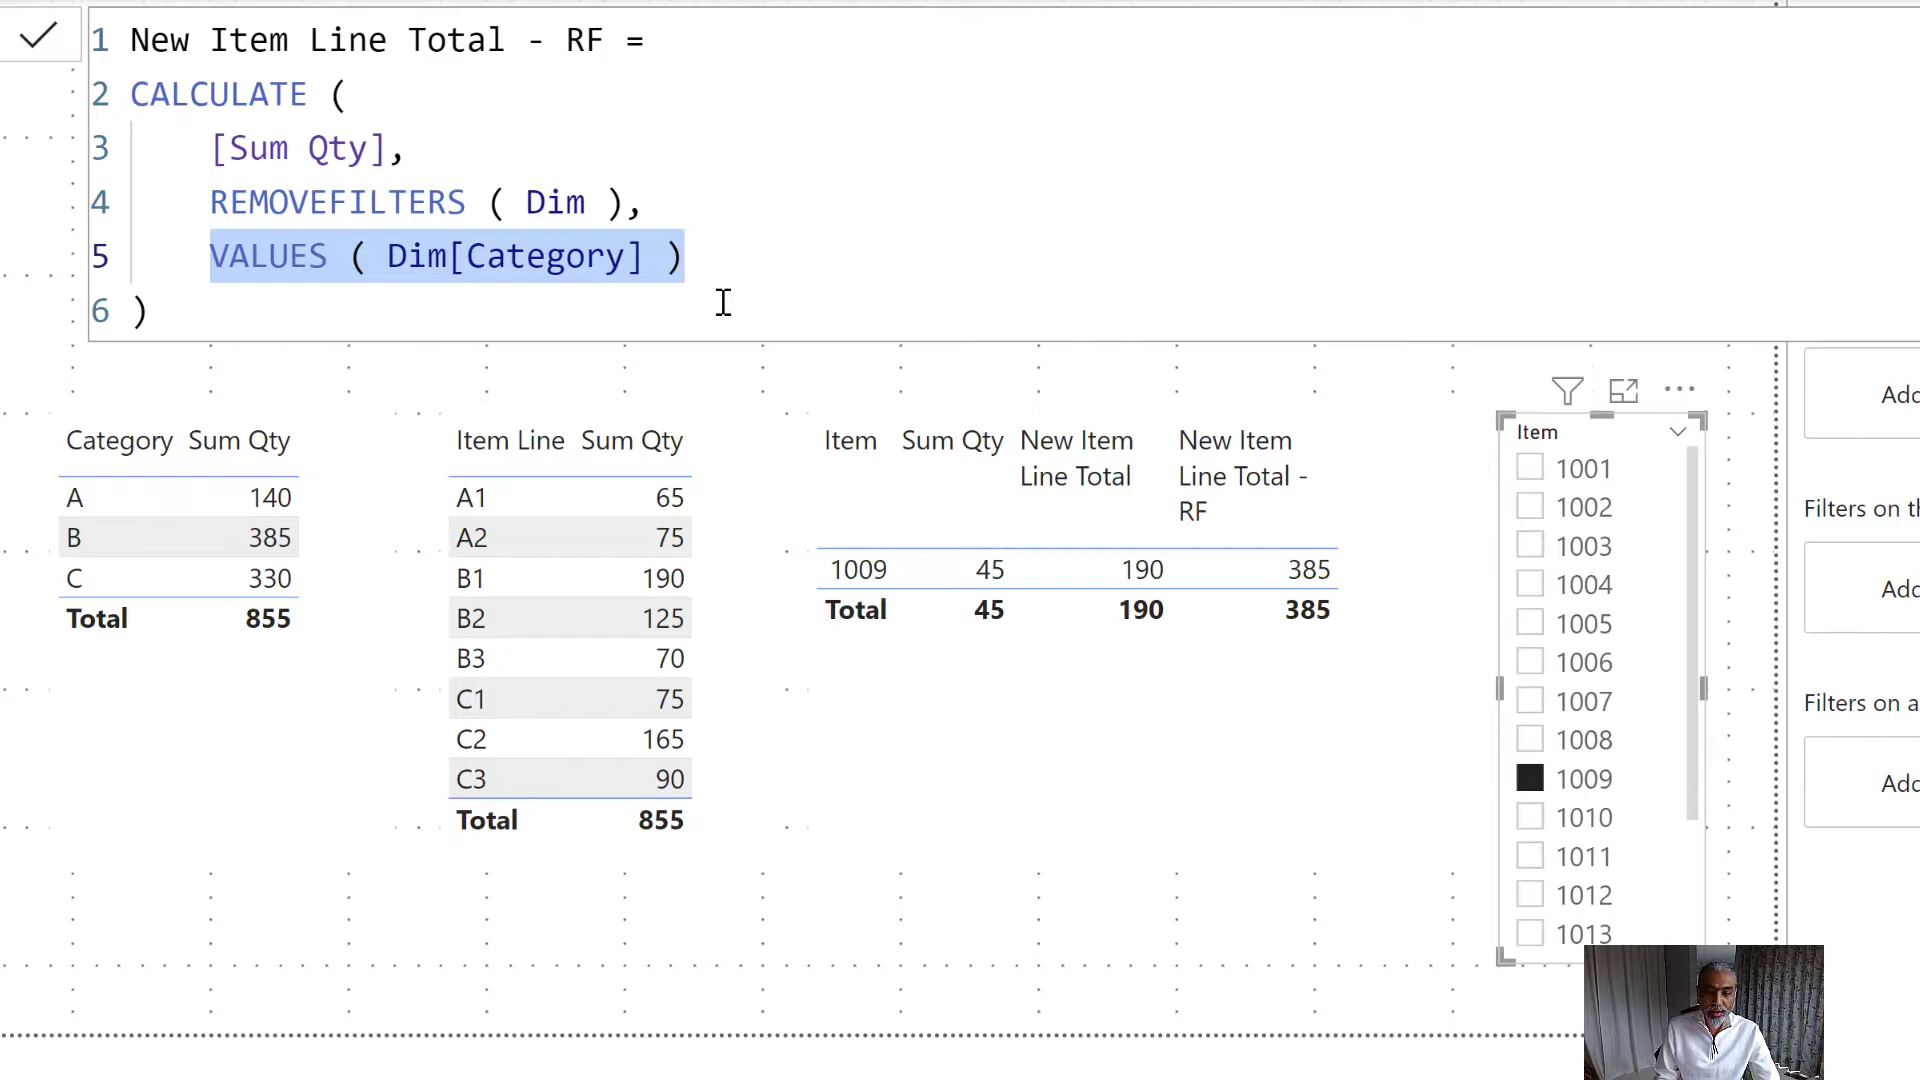 1 New Item Line Total - RF =
2 CALCULATE (
3 [Sum Qty],
4 REMOVEFILTERS ( Dim ),
5 VALUES ( Dim[Category] )
6 )
Category Sum Qty
A 140
B 385
C 330
Total 855
Item Line Sum Qty
A1 65
A2 75
B1 190
B2 125
B3 70
C1 75
C2 165
C3 90
Total 855
Item Sum Qty New Item New Item
Line Total Line Total -
RF
1009 45 190 385
Total 45 190 385
Item
1001
1002
1003
1004
1005
1006
1007
1008
1009
1010
1011
1012
1013
Add
Filters on th
Add
Filters on a
Add